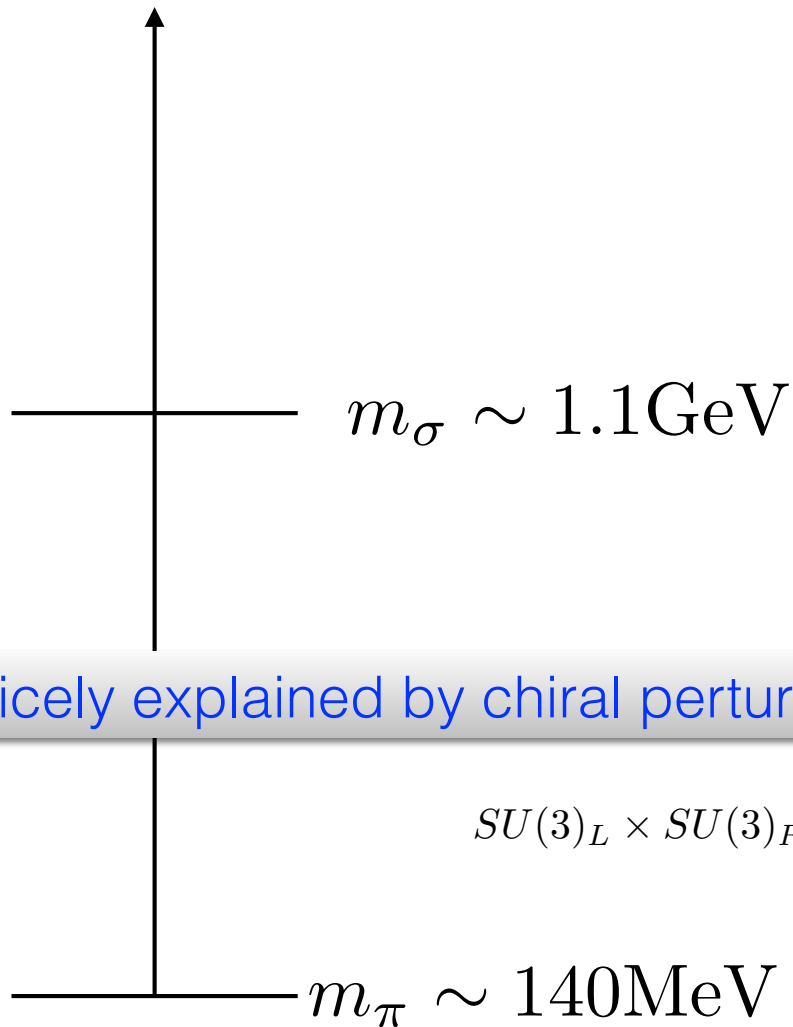 m_σ ∼ 1.1GeV
icely explained by chiral pertur
SU(3)_L × SU(3)
m_π ∼ 140MeV